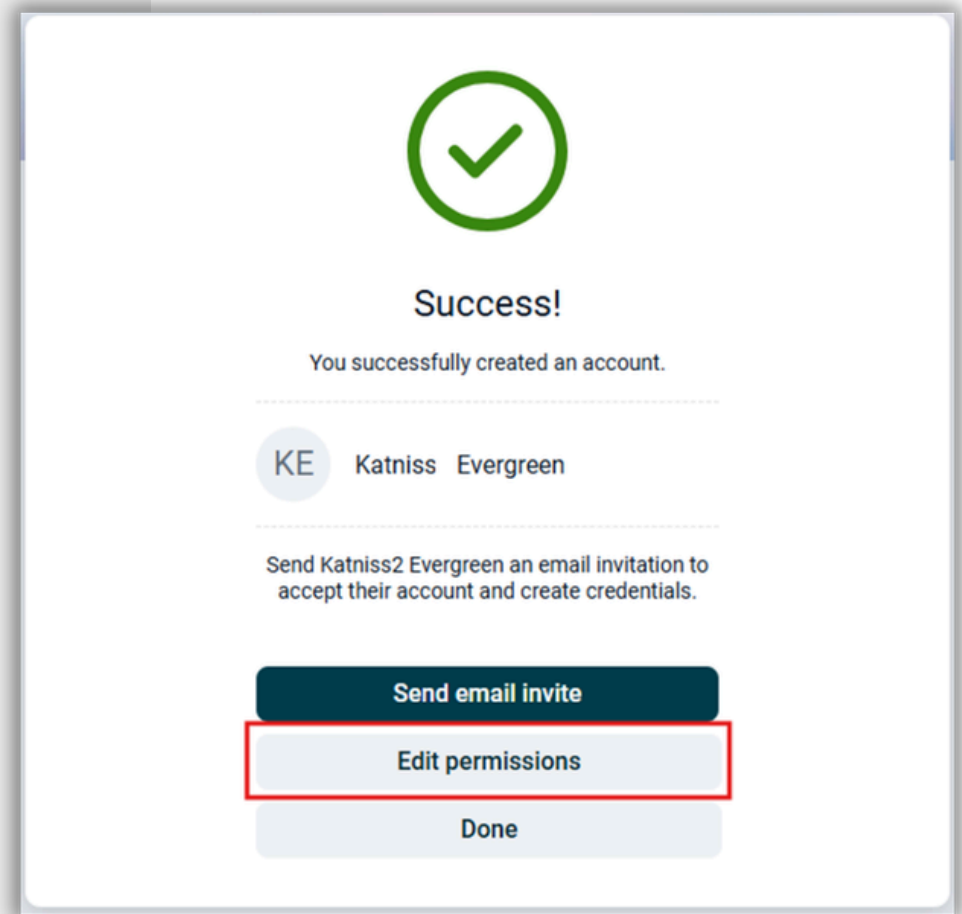 Success!
You successfully created an account.
KE Katniss Evergreen
Send Katniss2 Evergreen an email invitation to
accept their account and create credentials.
Send email invite
Edit permissions
Done